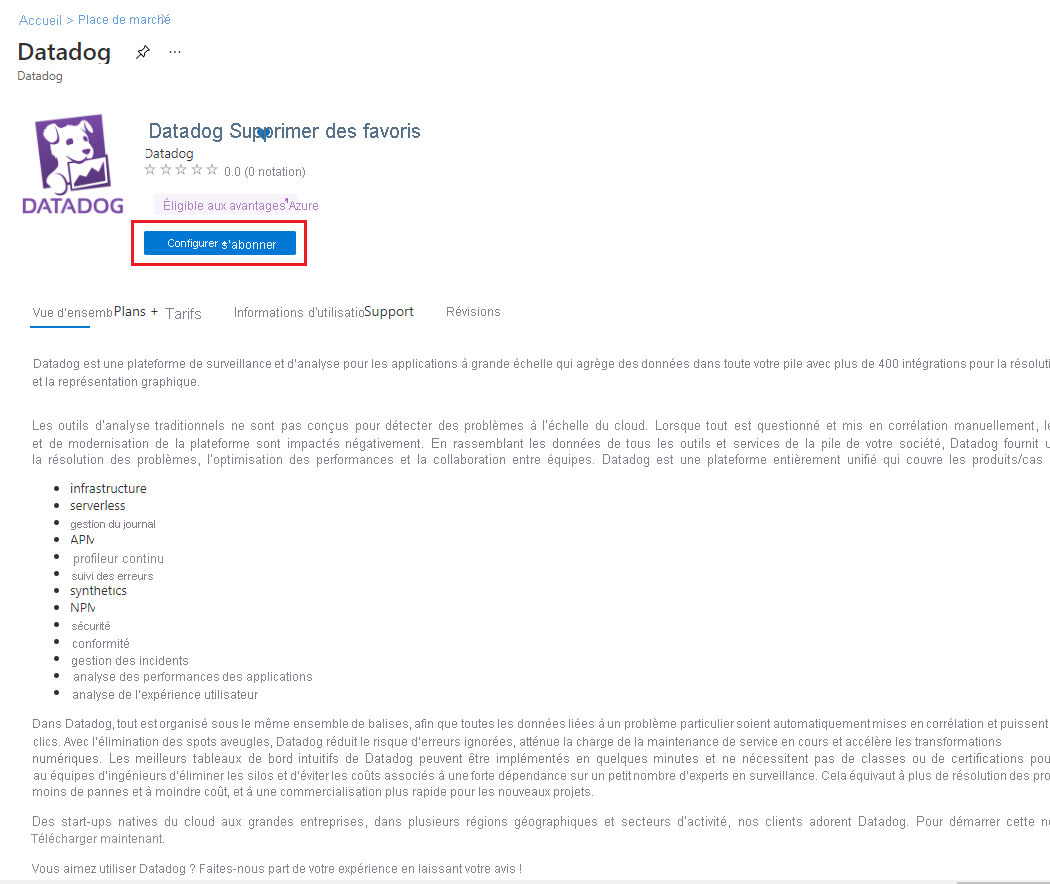 Accueil > Place de marché
Datadog ...
Datadog
Datadog Supprimer des favoris
Datadog
0.0 (0 notation)
DATADOG
Éligible aux avantages Azure
Configurer + s'abonner
Vue d'ensemb Plans + Tarifs Informations d'utilisatio Support Révisions
Datadog est une plateforme de surveillance et d'analyse pour les applications à grande échelle qui agrège des données dans toute votre pile avec plus de 400 intégrations pour la résoluti
et la représentation graphique.
Les outils d'analyse traditionnels ne sont pas conçus pour détecter des problèmes à l'échelle du cloud. Lorsque tout est questionné et mis en corrélation manuellement, le
et de modernisation de la plateforme sont impactés négativement. En rassemblant les données de tous les outils et services de la pile de votre société, Datadog fournit u
la résolution des problèmes, l'optimisation des performances et la collaboration entre équipes. Datadog est une plateforme entièrement unifié qui couvre les produits/cas
• infrastructure
• serverless
• gestion du journal
• APM
• profileur continu
• suivi des erreurs
• synthetics
• NPM
• sécurité
• conformité
• gestion des incidents
• analyse des performances des applications
• analyse de l'expérience utilisateur
Dans Datadog, tout est organisé sous le même ensemble de balises, afin que toutes les données liées à un problème particulier soient automatiquement mises en corrélation et puissent
clics. Avec l'élimination des spots aveugles, Datadog réduit le risque d'erreurs ignorées, atténue la charge de la maintenance de service en cours et accélère les transformations
numériques. Les meilleurs tableaux de bord intuitifs de Datadog peuvent être implémentés en quelques minutes et ne nécessitent pas de classes ou de certifications pou
au équipes d'ingénieurs d'éliminer les silos et d'éviter les coûts associés à une forte dépendance sur un petit nombre d'experts en surveillance. Cela équivaut à plus de résolution des pro
moins de pannes et à moindre coût, et à une commercialisation plus rapide pour les nouveaux projets.
Des start-ups natives du cloud aux grandes entreprises, dans plusieurs régions géographiques et secteurs d'activité, nos clients adorent Datadog. Pour démarrer cette no
Télécharger maintenant.
Vous aimez utiliser Datadog ? Faites-nous part de votre expérience en laissant votre avis !